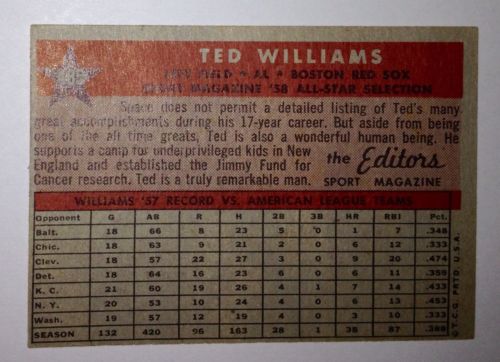 TED WILLIAMS
LEFT FIELD • AL • BOSTON RED SOX
SPORT MAGAZINE '58 ALL-STAR SELECTION
Space does not permit a detailed listing of Ted's many
great accomplishments during his 17-year career. But aside from being
one of the all time greats, Ted is also a wonderful human being. He
supports a camp for underprivileged kids in New
England and established the Jimmy Fund for
Cancer research. Ted is a truly remarkable man.
the Editors
SPORT MAGAZINE
WILLIAMS '57 RECORD VS. AMERICAN LEAGUE TEAMS
Opponent G AB R H 2B 3B HR RBI Pct.
Balt. 18 66 8 23 5 0 1 7 .348
Chic. 18 63 9 21 2 0 6 12 .333
Clev. 18 57 13 27 2 0 9 20 .474
Det. 18 64 16 23 6 1 4 10 .359
K. C. 21 60 14 26 7 0 6 13 .433
N. Y. 20 53 17 24 4 0 6 13 .453
Wash. 19 57 19 19 2 0 6 12 .333
SEASON 132 420 96 163 28 1 38 87 .388
© T.C.G. PRTD. U.S.A.